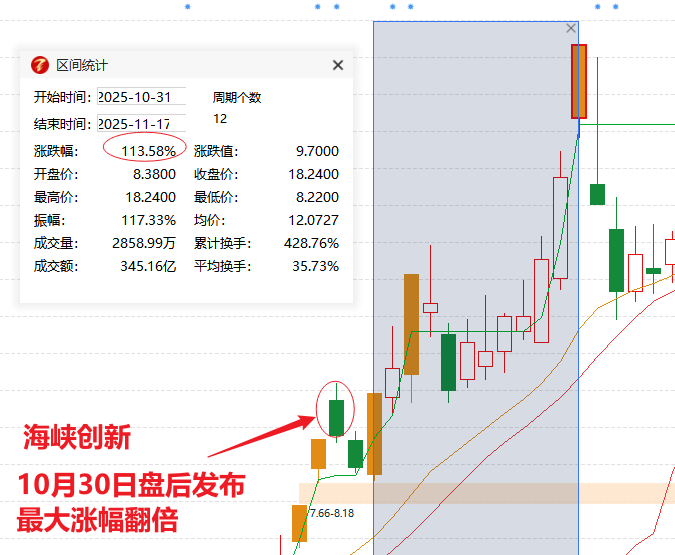 区间统计
开始时间： 2025-10-31 周期个数
结束时间： 2025-11-17 12
涨跌幅： 113.58% 涨跌值： 9.7000
开盘价： 8.3800 收盘价： 18.2400
最高价： 18.2400 最低价： 8.2200
振幅： 117.33% 均价： 12.0727
成交量： 2858.99万 累计换手： 428.76%
成交额： 345.16亿 平均换手： 35.73%
海峡创新
10月30日盘后发布
最大涨幅翻倍
7.66-8.18